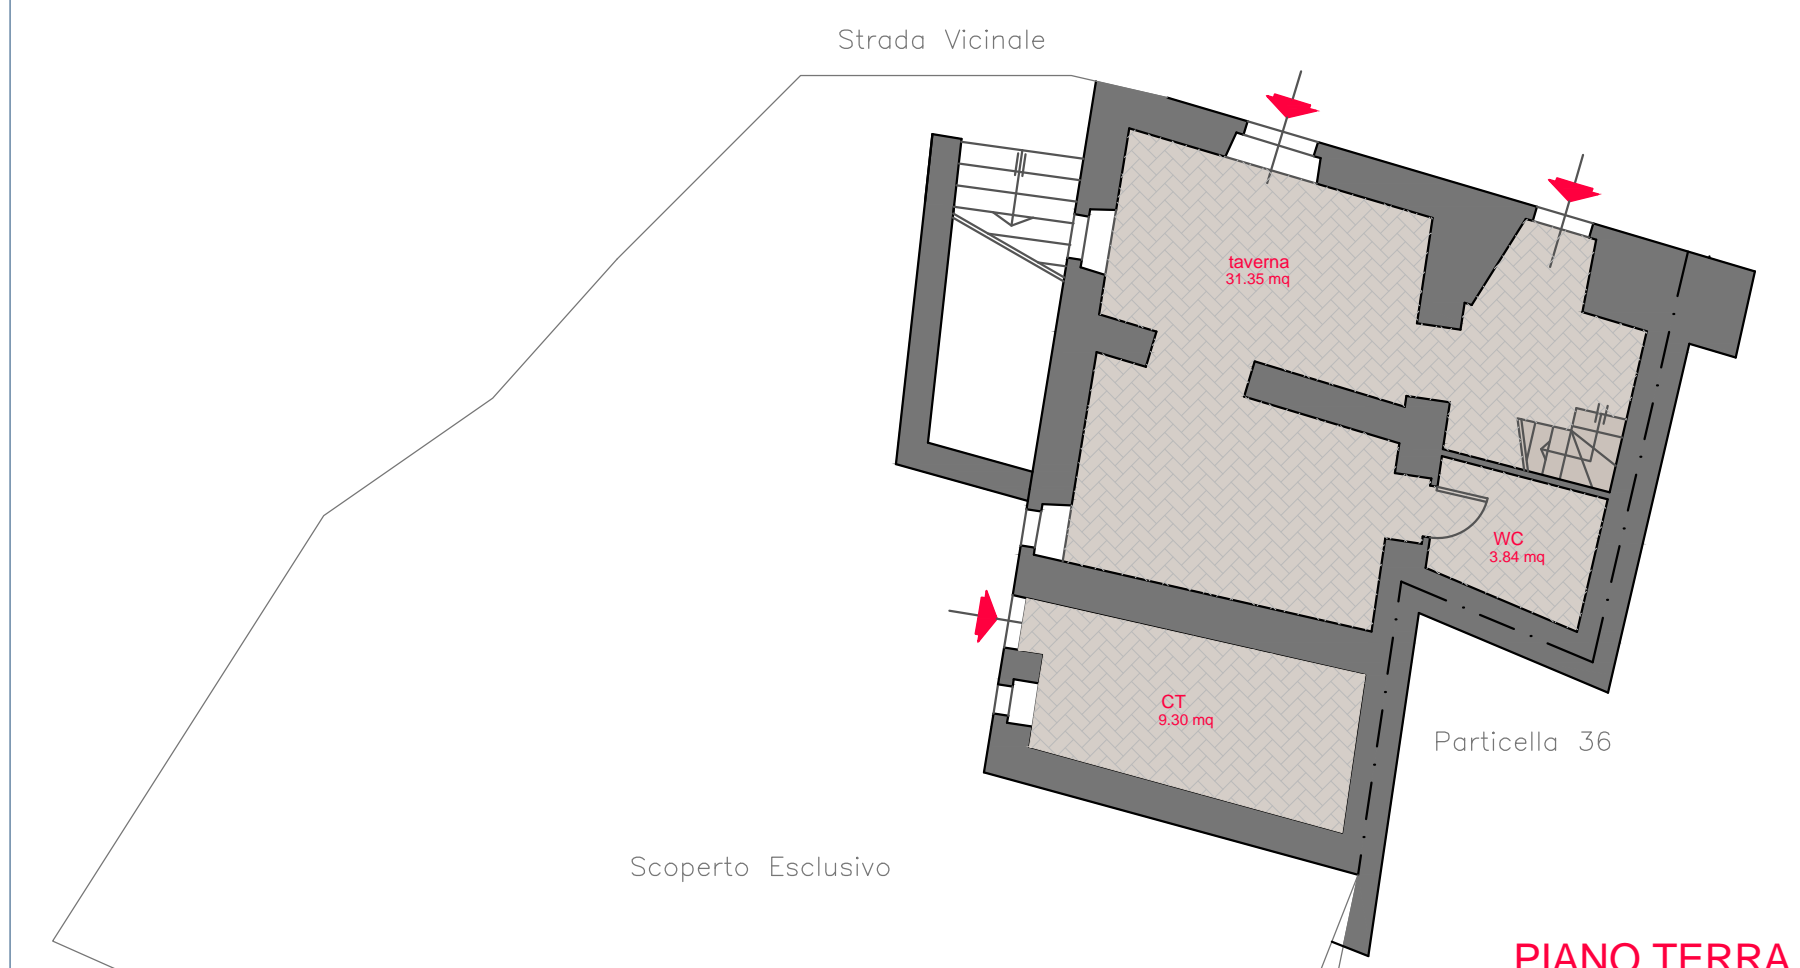 Strada Vicinale
taverna
31.35 mq
WC
3.84 mq
CT
9.30 mq
Particella 36
Scoperto Esclusivo
PIANO TERRA